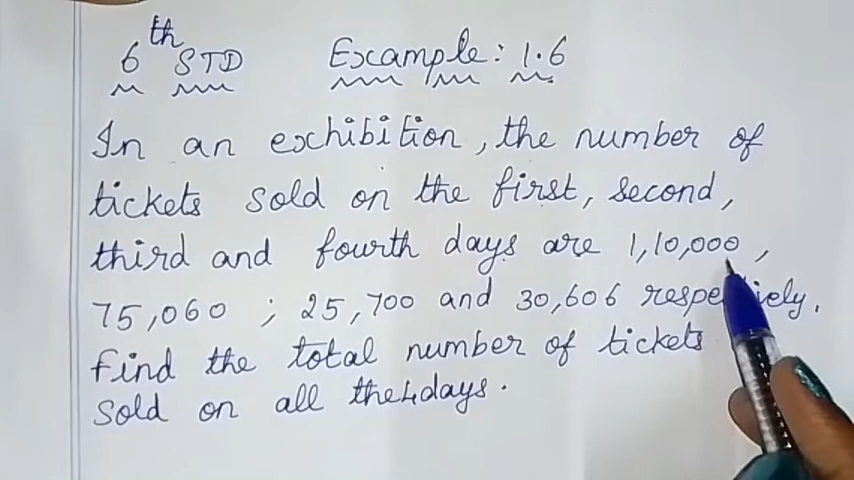 6th STD Example: 1.6
In an exhibition, the number of
tickets sold on the first, second,
third and fourth days are 1,10,000,
75,060 ; 25,700 and 30,606 respectively.
Find the total number of tickets
sold on all the 4 days.